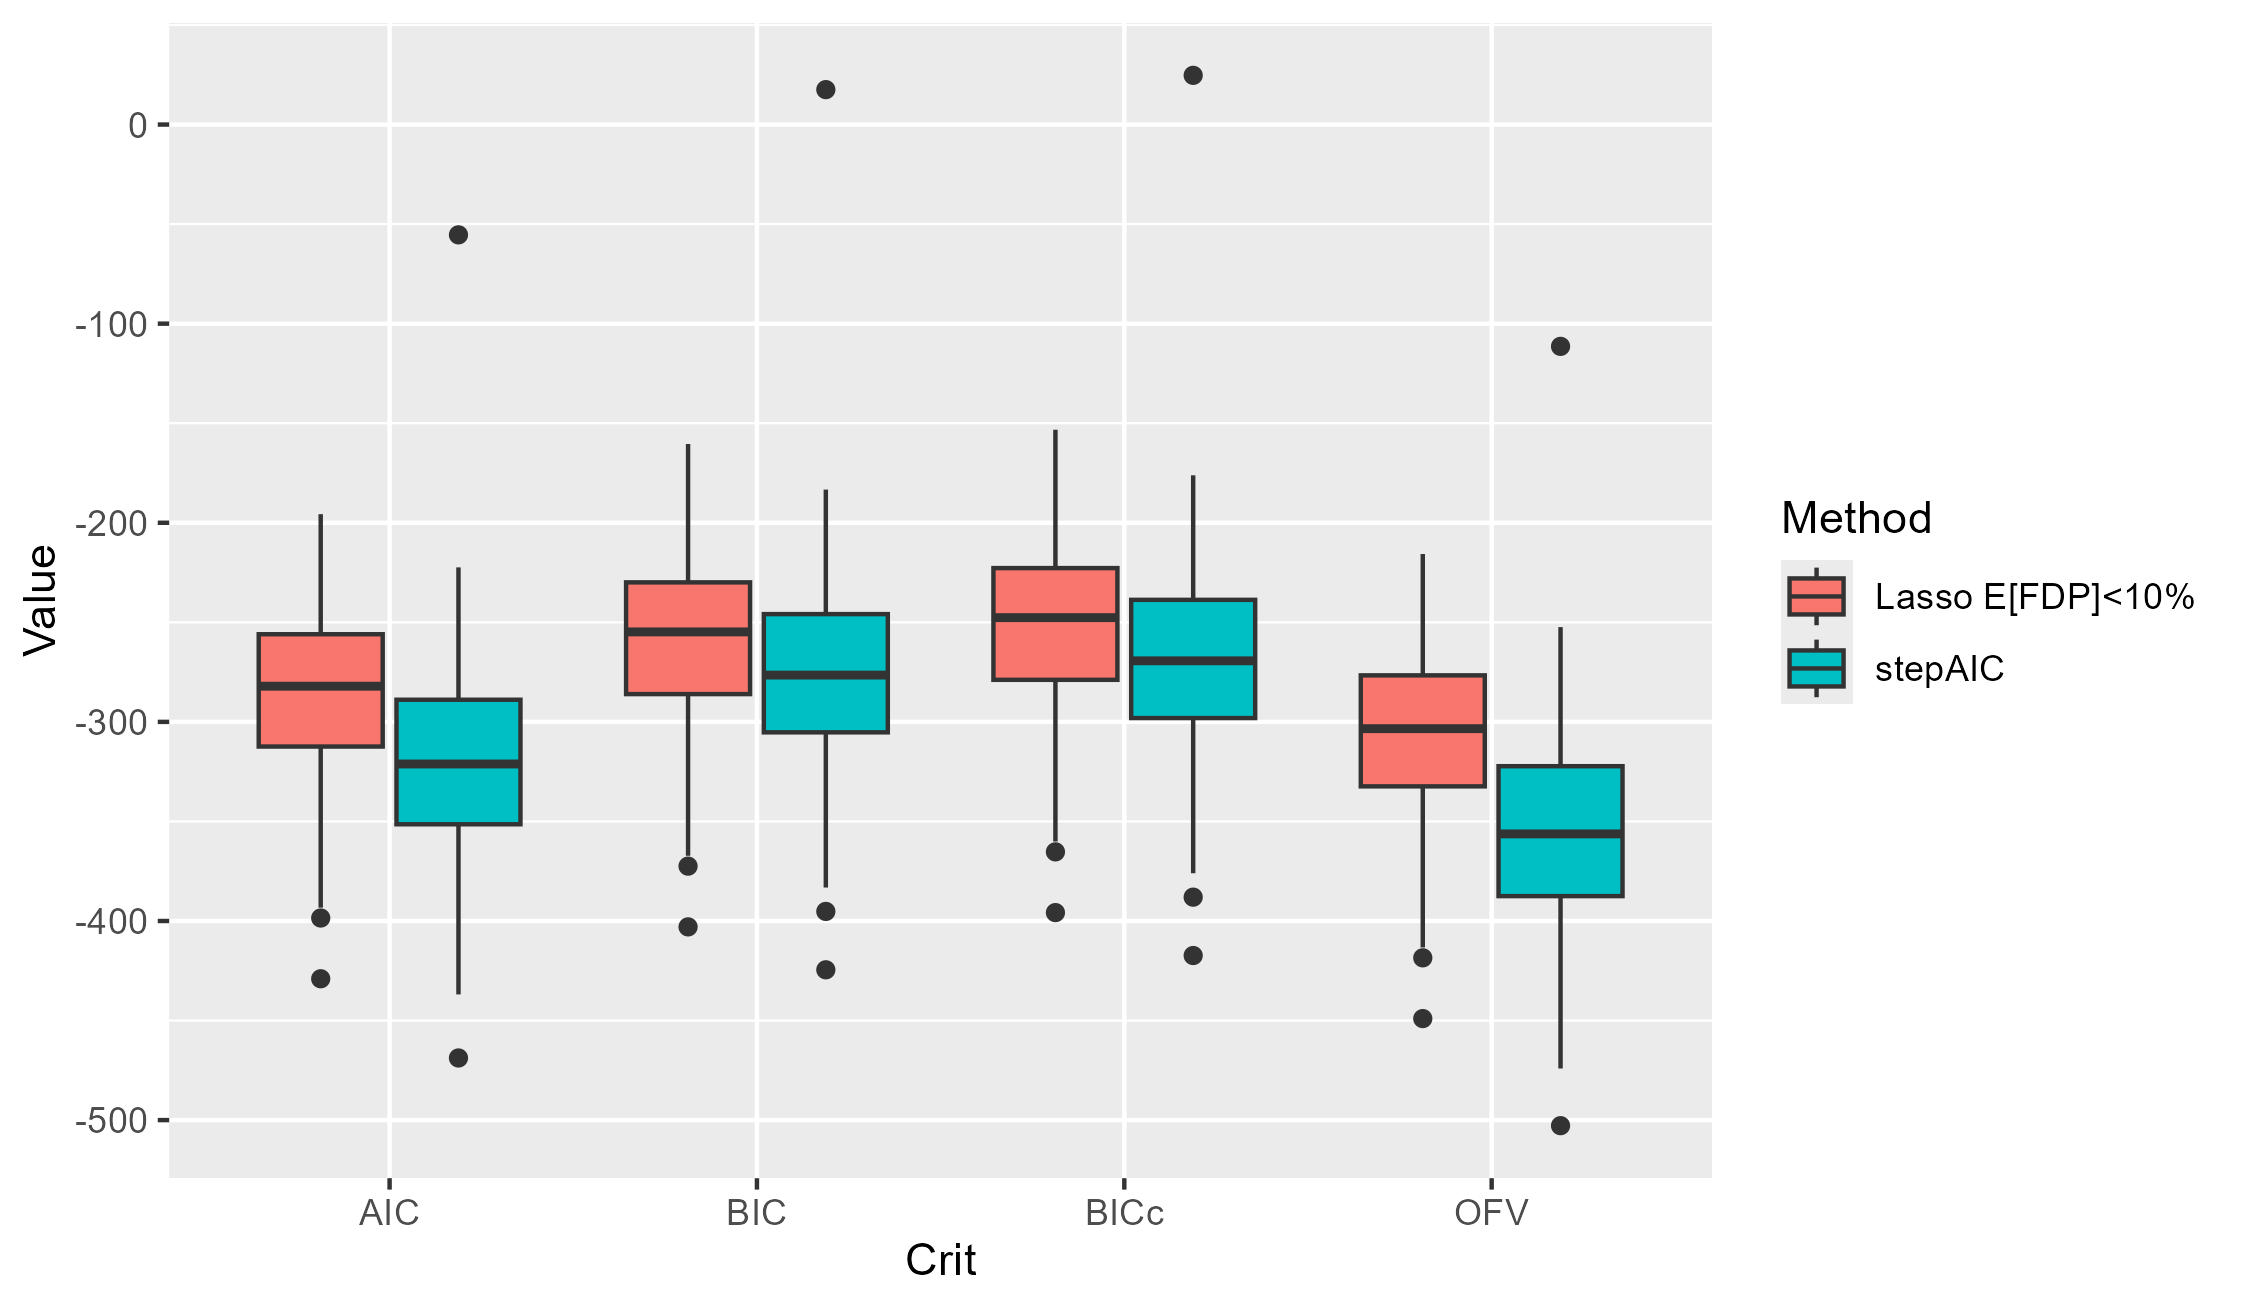 0
-100
-200
-300
-400
-500
Value
AIC
BIC
BICc
OFV
Crit
Method
Lasso E[FDP]<10%
stepAIC